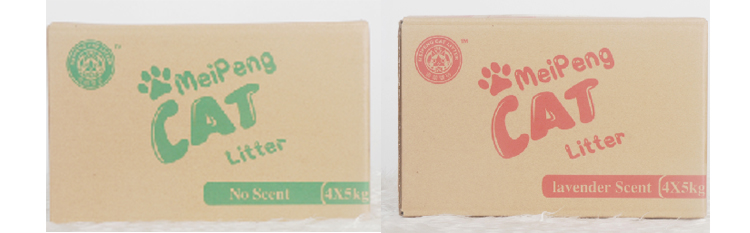 MeiPeng
CAT
Litter
No Scent (4X5kg
MeiPeng
CAT
Litter
lavender Scent (4X5kg